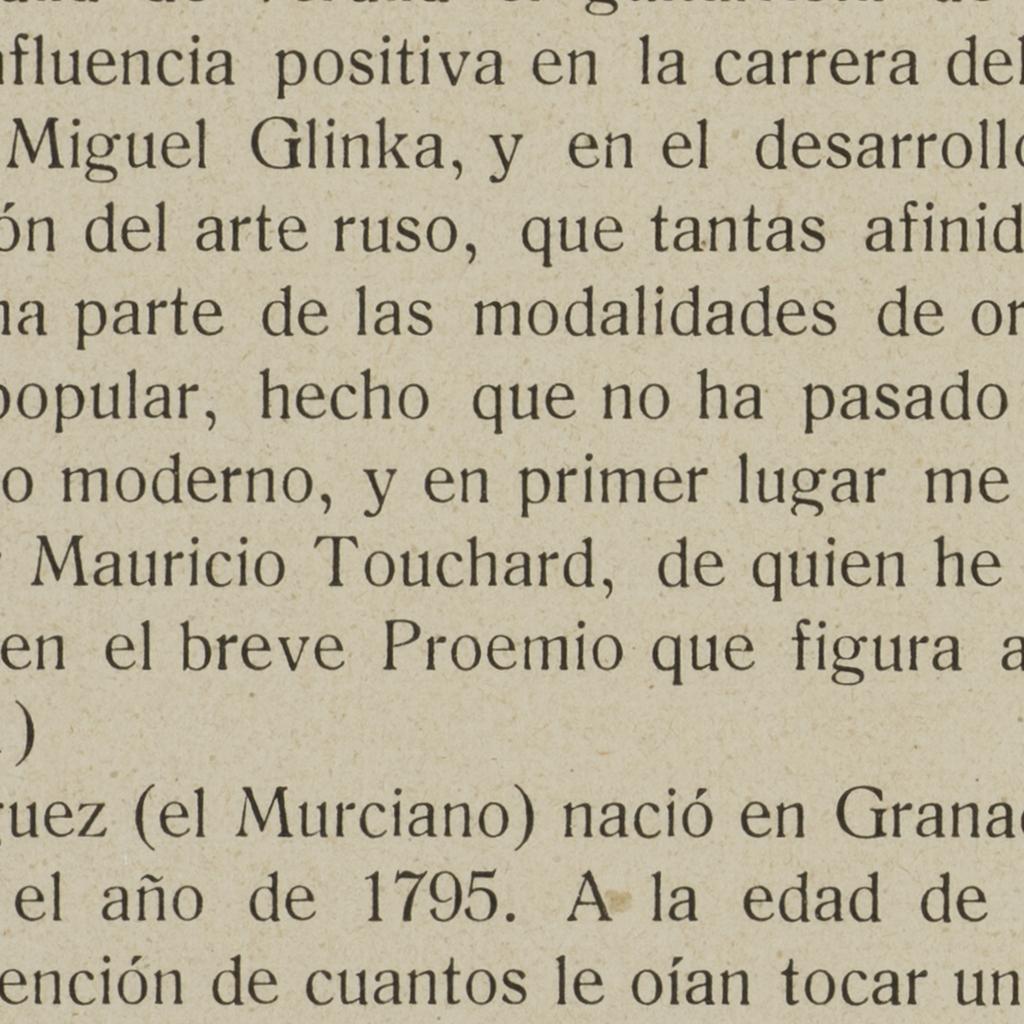 nfluencia positiva en la carrera del
Miguel Glinka, y en el desarrollo
ón del arte ruso, que tantas afinid
na parte de las modalidades de or
popular, hecho que no ha pasado
o moderno, y en primer lugar me
Mauricio Touchard, de quien he
en el breve Proemio que figura a
.)
guez (el Murciano) nació en Granad
el año de 1795. A la edad de
ención de cuantos le oían tocar un